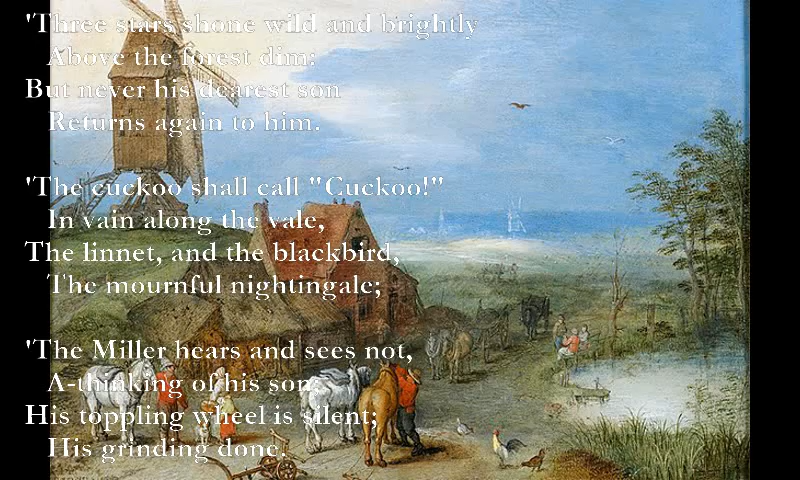 'Three stars shone wild and brightly
Above the forest dim:
But never his dearest son
Returns again to him.
'The cuckoo shall call "Cuckoo!"
In vain along the vale,
The linnet, and the blackbird,
The mournful nightingale;
'The Miller hears and sees not,
A-thinking of his son;
His toppling wheel is silent;
His grinding done.